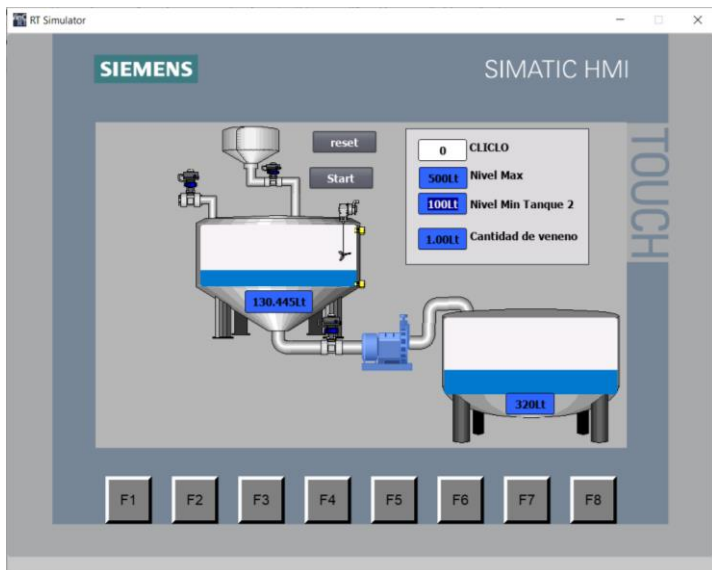 RT Simulator
SIEMENS
SIMATIC HMI
TOUCH
reset
Start
0 CLICLO
500Lt Nivel Max
100Lt Nivel Min Tanque 2
1.00Lt Cantidad de veneno
130.445Lt
320Lt
F1 F2 F3 F4 F5 F6 F7 F8